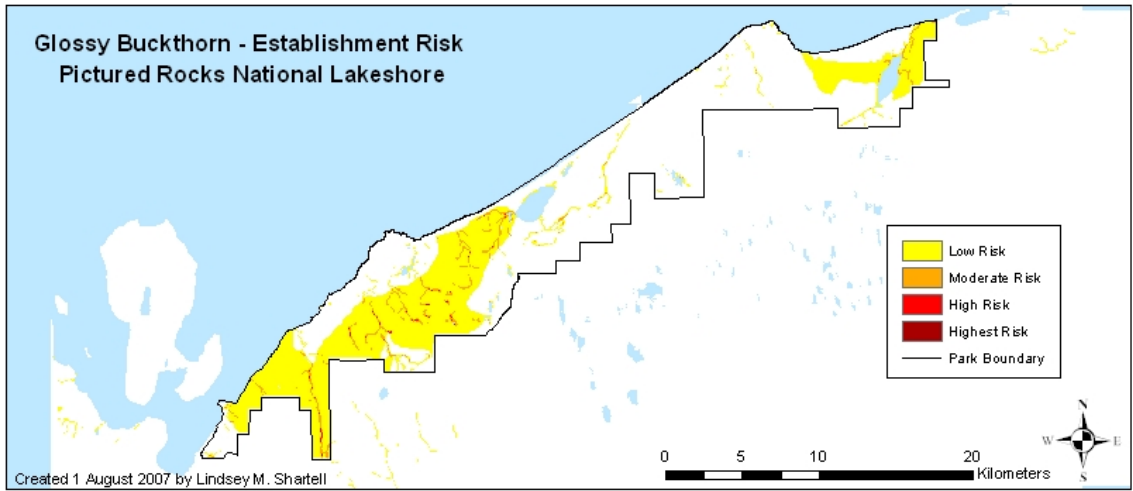 Glossy Buckthorn - Establishment Risk
Pictured Rocks National Lakeshore
Low Risk
Moderate Risk
High Risk
Highest Risk
Park Boundary
N
W E
S
0 5 10 20
Kilometers
Created 1 August 2007 by Lindsey M. Shartell